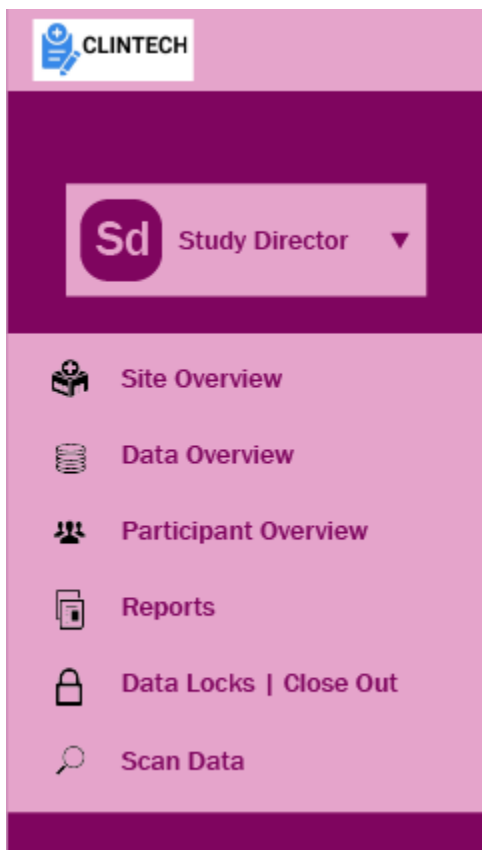 CLINTECH
Sd Study Director ▼
Site Overview
Data Overview
Participant Overview
Reports
Data Locks | Close Out
Scan Data